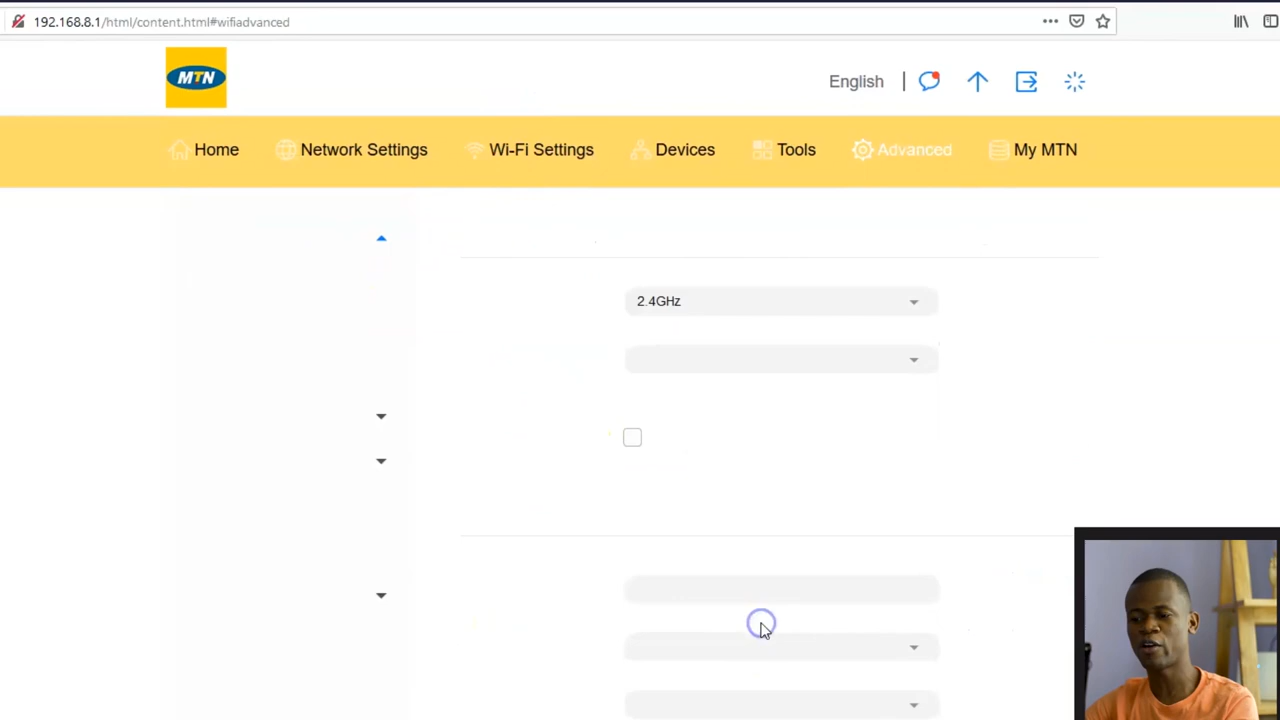 192.168.8.1/html/content.html#wifiadvanced
MTN
English
Home
Network Settings
Wi-Fi Settings
Devices
Tools
Advanced
My MTN
2.4GHz